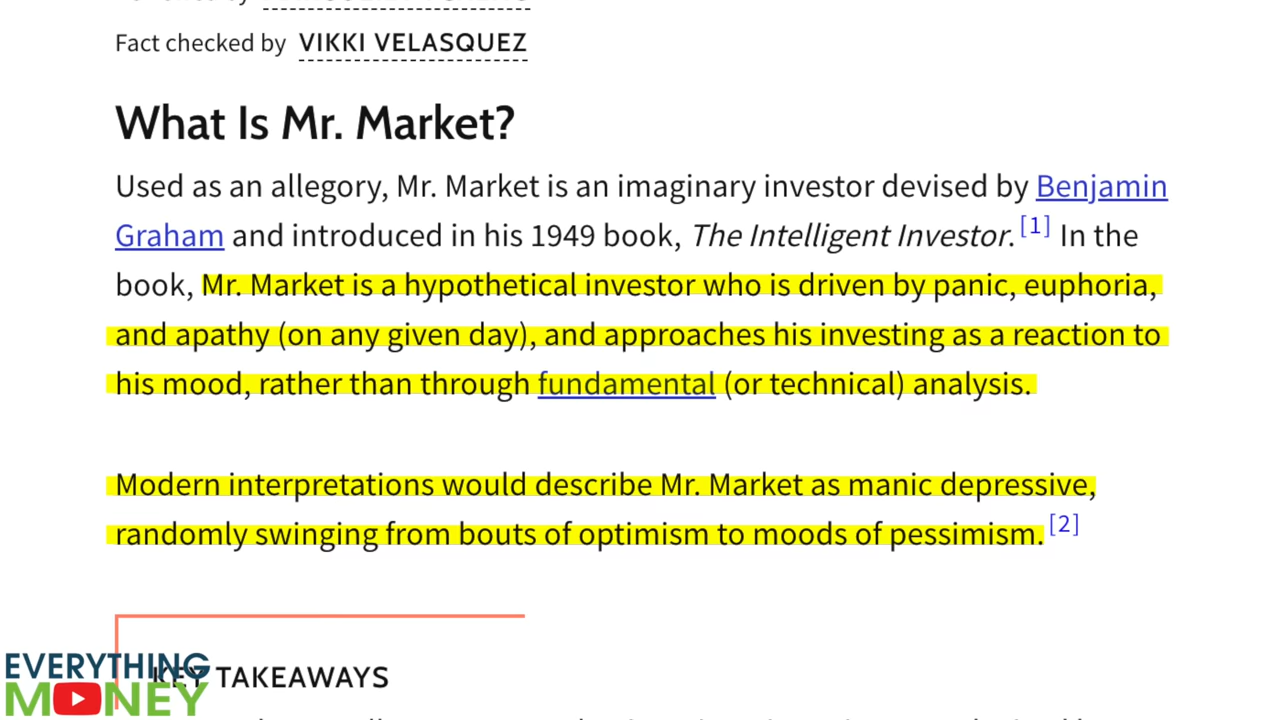 Fact checked by VIKKI VELASQUEZ
What Is Mr. Market?
Used as an allegory, Mr. Market is an imaginary investor devised by Benjamin
Graham and introduced in his 1949 book, The Intelligent Investor.[1] In the
book, Mr. Market is a hypothetical investor who is driven by panic, euphoria,
and apathy (on any given day), and approaches his investing as a reaction to
his mood, rather than through fundamental (or technical) analysis.
Modern interpretations would describe Mr. Market as manic depressive,
randomly swinging from bouts of optimism to moods of pessimism.[2]
KEY TAKEAWAYS
EVERYTHING
MONEY